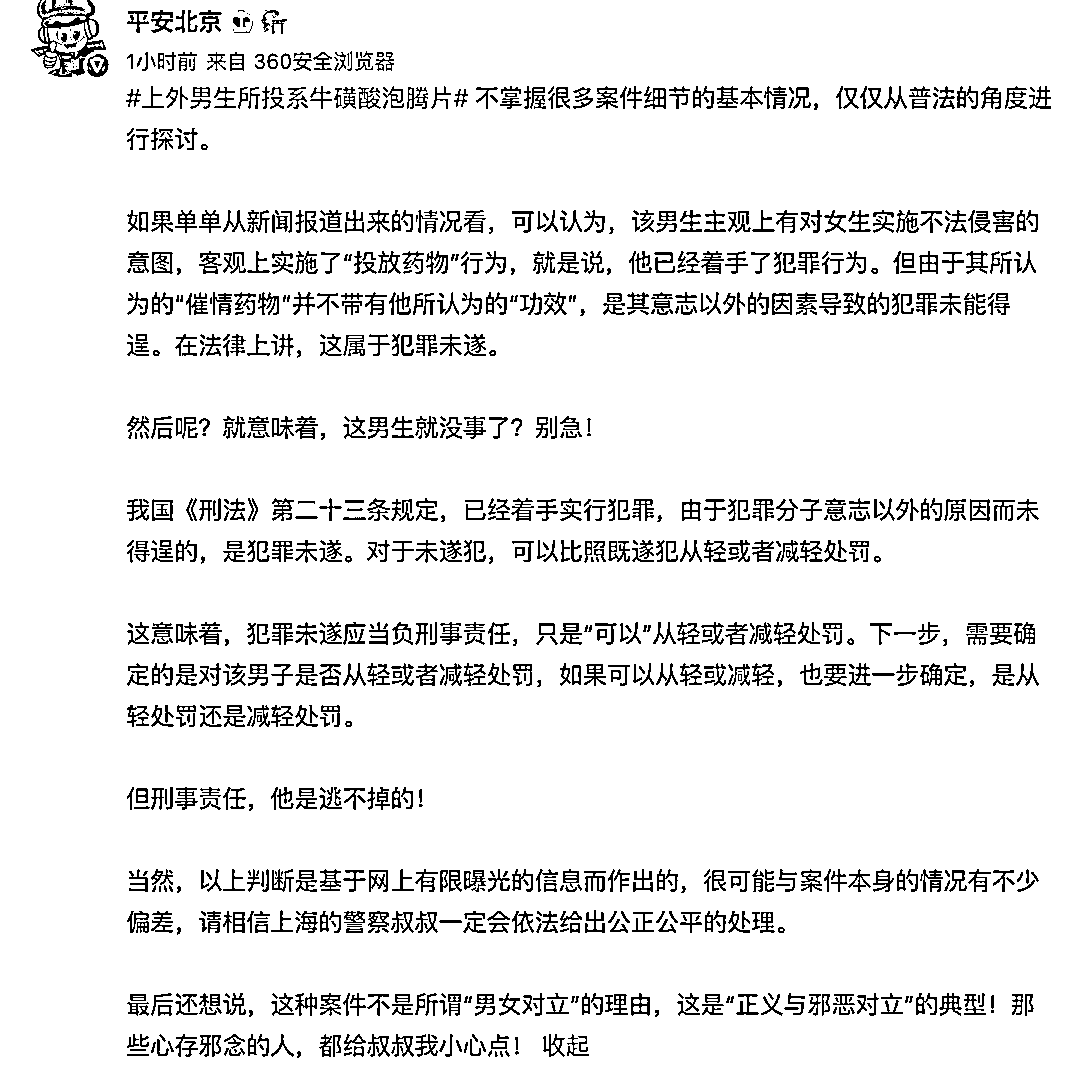 平安北京
1小时前 来自 360安全浏览器
#上外男生所投系牛磺酸泡腾片# 不掌握很多案件细节的基本情况，仅仅从普法的角度进
行探讨。
如果单单从新闻报道出来的情况看，可以认为，该男生主观上有对女生实施不法侵害的
意图，客观上实施了“投放药物”行为，就是说，他已经着手了犯罪行为。但由于其所认
为的“催情药物”并不带有他所认为的“功效”，是其意志以外的因素导致的犯罪未能得
逞。在法律上讲，这属于犯罪未遂。
然后呢？就意味着，这男生就没事了？别急！
我国《刑法》第二十三条规定，已经着手实行犯罪，由于犯罪分子意志以外的原因而未
得逞的，是犯罪未遂。对于未遂犯，可以比照既遂犯从轻或者减轻处罚。
这意味着，犯罪未遂应当负刑事责任，只是“可以”从轻或者减轻处罚。下一步，需要确
定的是对该男子是否从轻或者减轻处罚，如果可以从轻或减轻，也要进一步确定，是从
轻处罚还是减轻处罚。
但刑事责任，他是逃不掉的！
当然，以上判断是基于网上有限曝光的信息而作出的，很可能与案件本身的情况有不少
偏差，请相信上海的警察叔叔一定会依法给出公正公平的处理。
最后还想说，这种案件不是所谓“男女对立”的理由，这是“正义与邪恶对立”的典型！那
些心存邪念的人，都给叔叔我小心点！ 收起